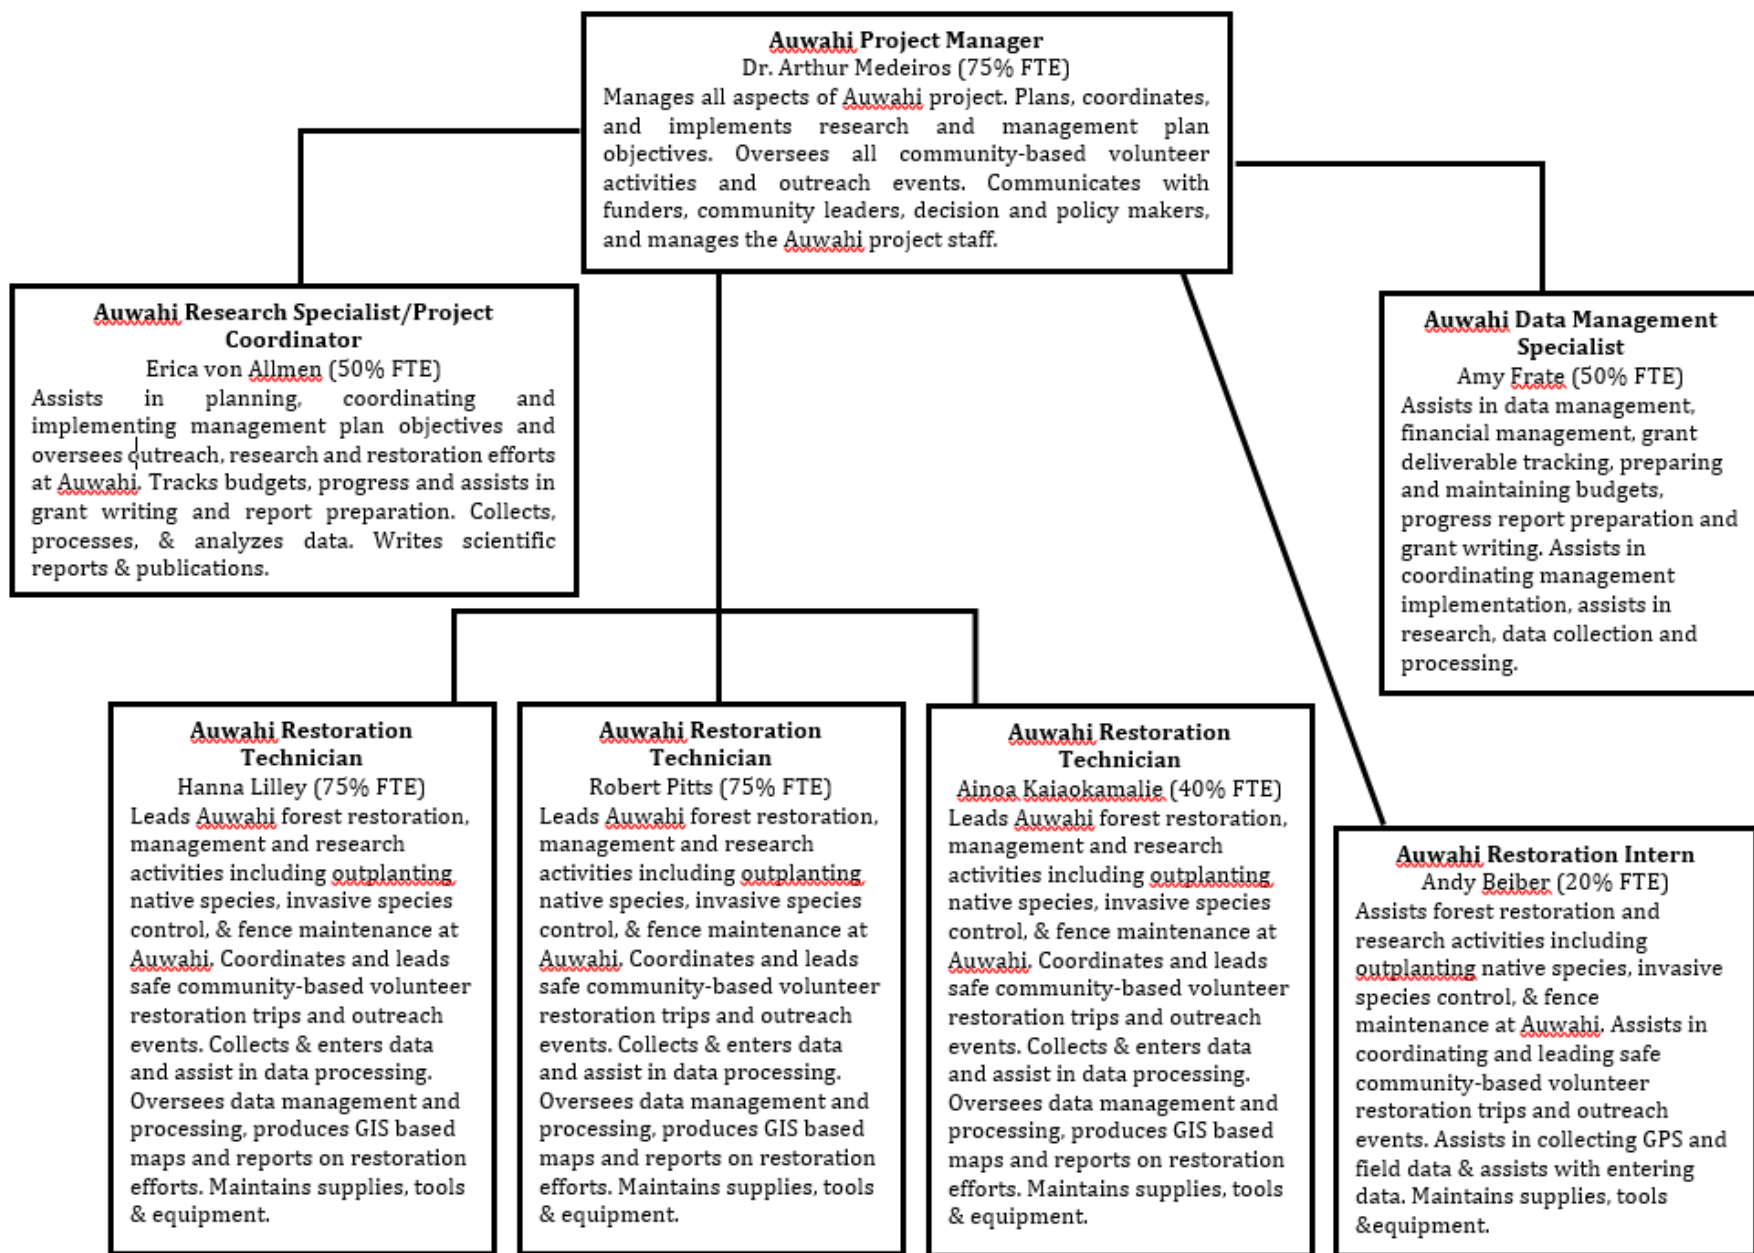 Auwahi Project Manager
Dr. Arthur Medeiros (75% FTE)
Manages all aspects of Auwahi project. Plans, coordinates,
and implements research and management plan
objectives. Oversees all community-based volunteer
activities and outreach events. Communicates with
funders, community leaders, decision and policy makers,
and manages the Auwahi project staff.
Auwahi Research Specialist/Project
Coordinator
Erica von Allmen (50% FTE)
Assists in planning, coordinating and
implementing management plan objectives and
oversees outreach, research and restoration efforts
at Auwahi. Tracks budgets, progress and assists in
grant writing and report preparation. Collects,
processes, & analyzes data. Writes scientific
reports & publications.
Auwahi Data Management
Specialist
Amy Frate (50% FTE)
Assists in data management,
financial management, grant
deliverable tracking, preparing
and maintaining budgets,
progress report preparation and
grant writing. Assists in
coordinating management
implementation, assists in
research, data collection and
processing.
Auwahi Restoration
Technician
Hanna Lilley (75% FTE)
Leads Auwahi forest restoration,
management and research
activities including outplanting
native species, invasive species
control, & fence maintenance at
Auwahi. Coordinates and leads
safe community-based volunteer
restoration trips and outreach
events. Collects & enters data
and assist in data processing.
Oversees data management and
processing, produces GIS based
maps and reports on restoration
efforts. Maintains supplies, tools
& equipment.
Auwahi Restoration
Technician
Robert Pitts (75% FTE)
Leads Auwahi forest restoration,
management and research
activities including outplanting
native species, invasive species
control, & fence maintenance at
Auwahi. Coordinates and leads
safe community-based volunteer
restoration trips and outreach
events. Collects & enters data
and assist in data processing.
Oversees data management and
processing, produces GIS based
maps and reports on restoration
efforts. Maintains supplies, tools
& equipment.
Auwahi Restoration
Technician
Ainoa Kaiaokamalie (40% FTE)
Leads Auwahi forest restoration,
management and research
activities including outplanting
native species, invasive species
control, & fence maintenance at
Auwahi. Coordinates and leads
safe community-based volunteer
restoration trips and outreach
events. Collects & enters data
and assist in data processing.
Oversees data management and
processing, produces GIS based
maps and reports on restoration
efforts. Maintains supplies, tools
& equipment.
Auwahi Restoration Intern
Andy Beiber (20% FTE)
Assists forest restoration and
research activities including
outplanting native species, invasive
species control, & fence
maintenance at Auwahi. Assists in
coordinating and leading safe
community-based volunteer
restoration trips and outreach
events. Assists in collecting GPS and
field data & assists with entering
data. Maintains supplies, tools
&equipment.